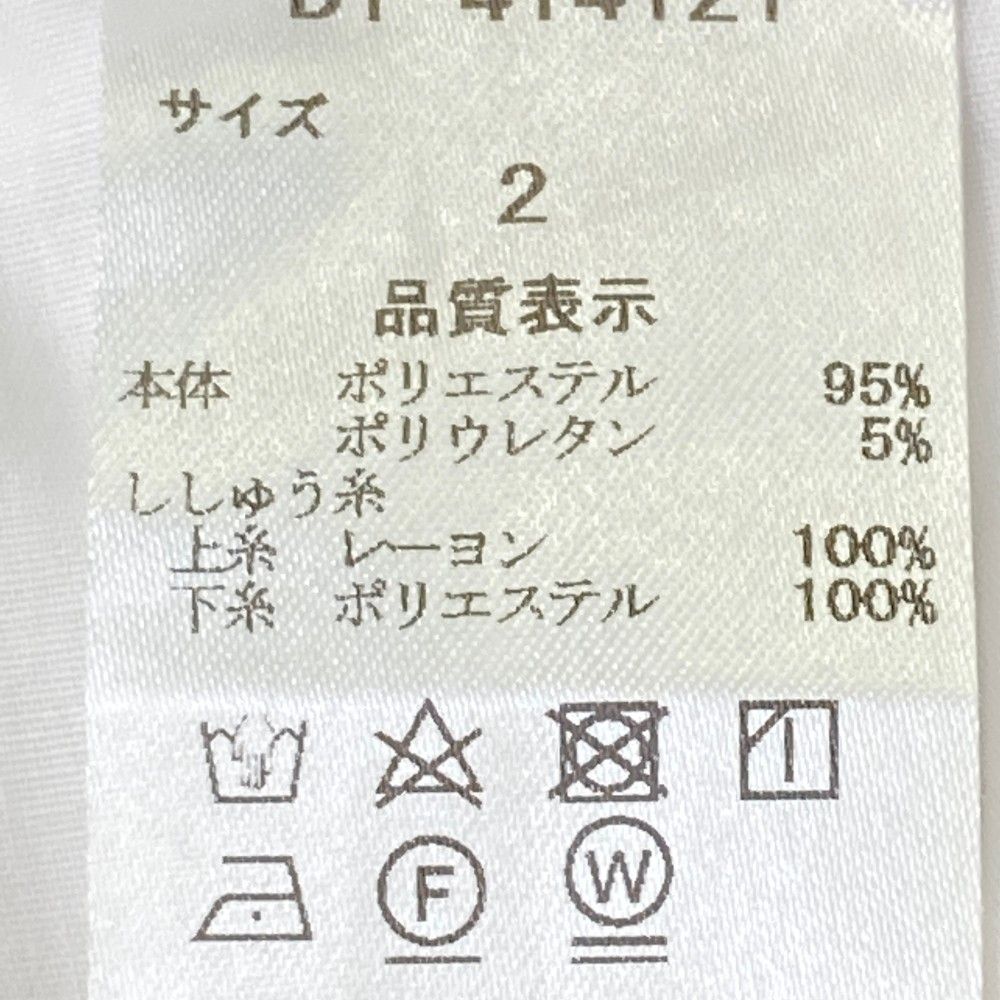 サイズ
2
品質表示
本体 ポリエステル 95%
ポリウレタン 5%
ししゅう糸
上糸 レーヨン 100%
下糸 ポリエステル 100%
F
W